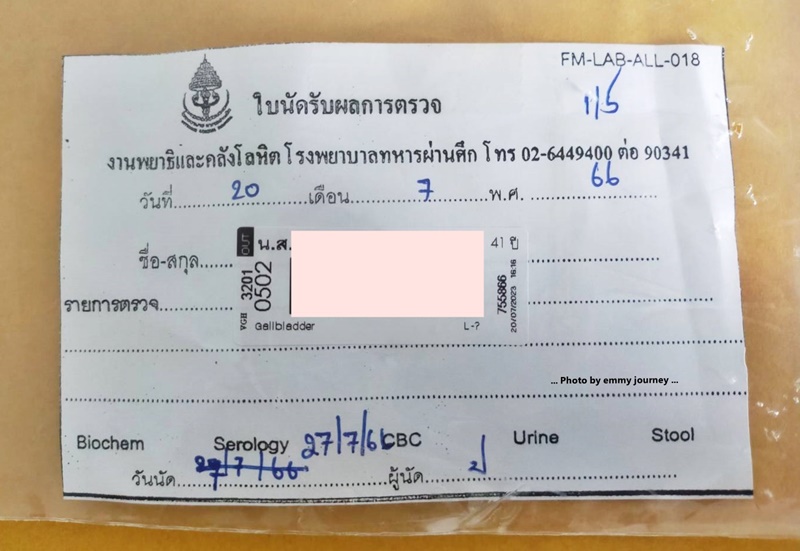 FM-LAB-ALL-018
ใบนัดรับผลการตรวจ
1/5
งานพยาธิและคลังโลหิต โรงพยาบาลทหารผ่านศึก โทร 02-6449400 ต่อ 90341
วันที่ 20 เดือน 7 พ.ศ. 66
ชื่อ-สกุล OUT น.ส. 41 ปี
รายการตรวจ VGH 3201 0502 755866 20/07/2023 16:16
Gallbladder L-?
... Photo by emmy journey ...
Biochem Serology CBC Urine Stool
27/7/66
วันนัด 27/7/66 ผู้นัด